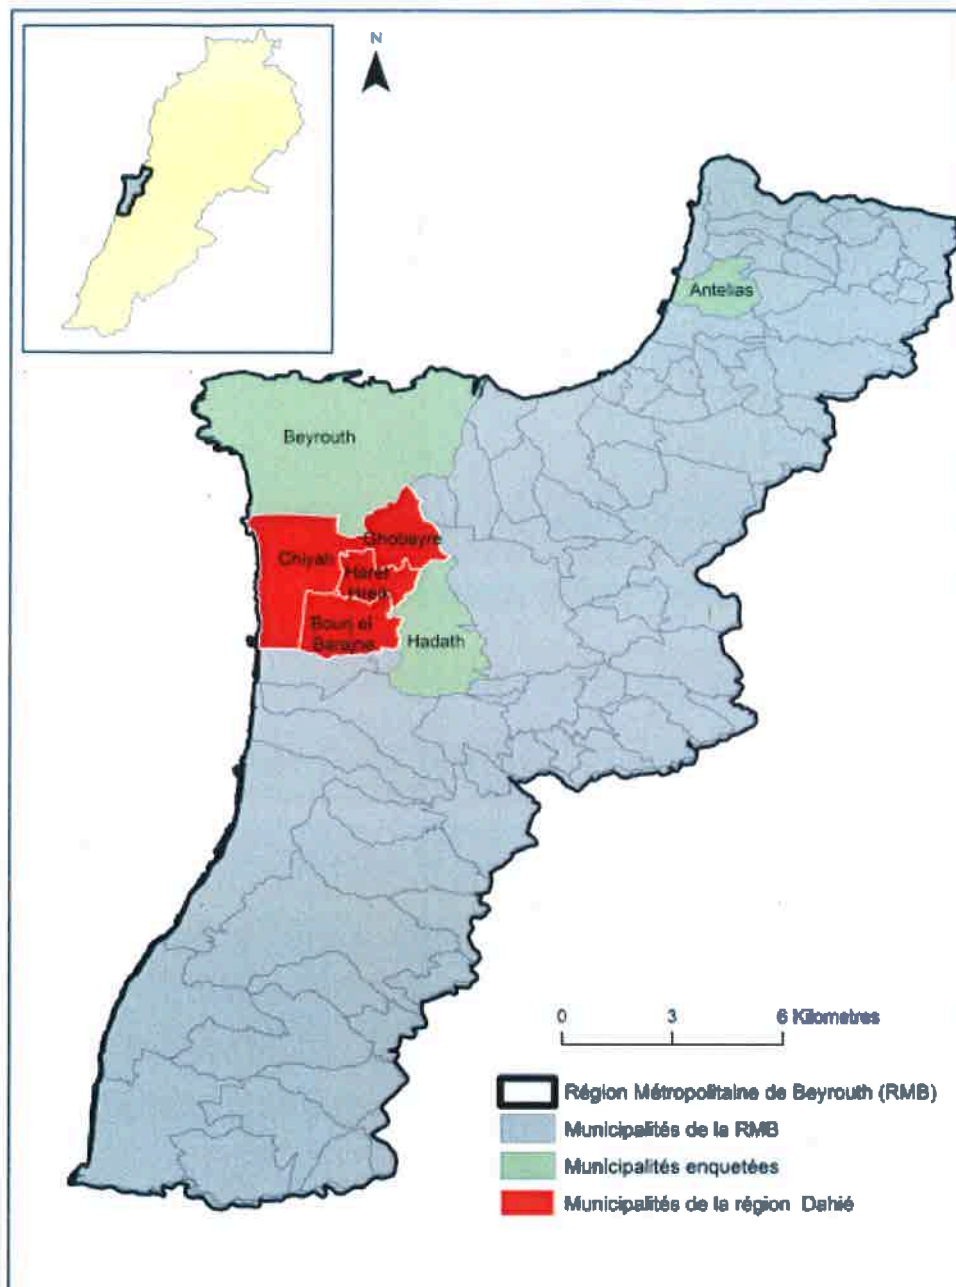 N
Antelias
Beyrouth
Ghobeyre
Chiyah
Haret
Hreik
Bourj el
Barajne
Hadath
0 3 6 Kilometres
Région Métropolitaine de Beyrouth (RMB)
Municipalités de la RMB
Municipalités enquetées
Municipalités de la région Dahié